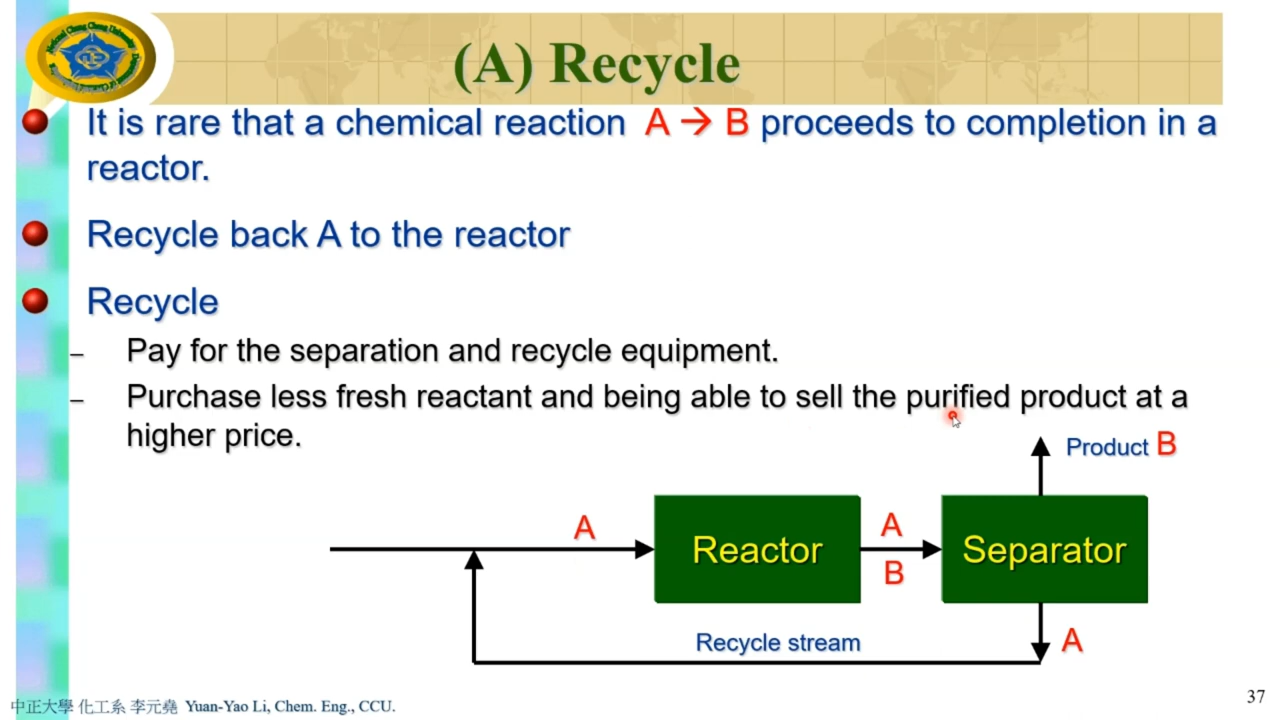 (A) Recycle
It is rare that a chemical reaction A → B proceeds to completion in a
reactor.
Recycle back A to the reactor
Recycle
– Pay for the separation and recycle equipment.
– Purchase less fresh reactant and being able to sell the purified product at a
higher price.
Product B
A
Reactor
A
B
Separator
Recycle stream
A
中正大學 化工系 李元堯 Yuan-Yao Li, Chem. Eng., CCU.
37